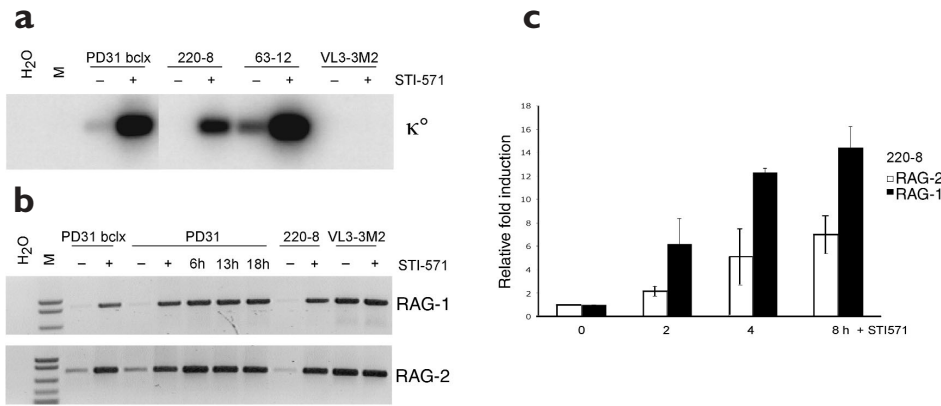 a
H2O
M
PD31 bclx
220-8
63-12
VL3-3M2
– + – + – + – + STI-571
κ°
b
H2O
M
PD31 bclx
PD31
220-8
VL3-3M2
– + – + 6h 13h 18h – + – + STI-571
RAG-1
RAG-2
c
Relative fold induction
18
16
14
12
10
8
6
4
2
0
0 2 4 8 h + STI571
220-8
RAG-2
RAG-1